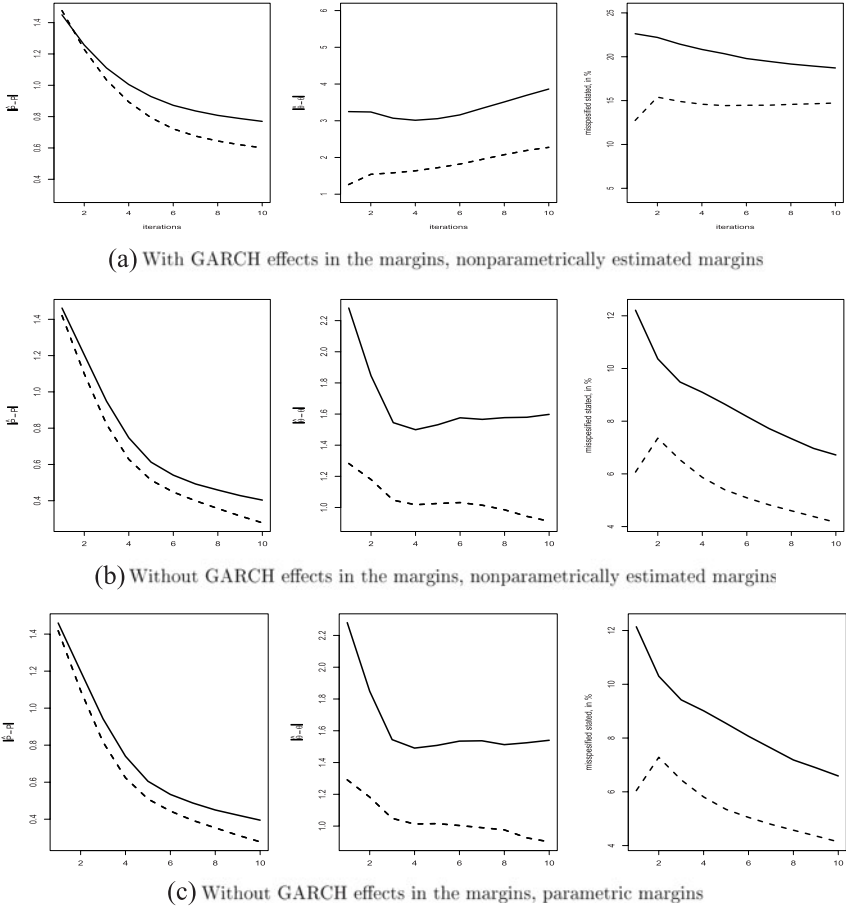 |P̂−P|
0.4 0.6 0.8 1.0 1.2 1.4
2 4 6 8 10
iterations
|θ̂−θ|
1 2 3 4 5 6
2 4 6 8 10
iterations
misspesified stated, in %
5 10 15 20 25
2 4 6 8 10
iterations
(a) With GARCH effects in the margins, nonparametrically estimated margins
|P̂−P|
0.4 0.6 0.8 1.0 1.2 1.4
2 4 6 8 10
|θ̂−θ|
1.0 1.2 1.4 1.6 1.8 2.0 2.2
2 4 6 8 10
misspesified stated, in %
4 6 8 10 12
2 4 6 8 10
(b) Without GARCH effects in the margins, nonparametrically estimated margins
|P̂−P|
0.4 0.6 0.8 1.0 1.2 1.4
2 4 6 8 10
|θ̂−θ|
1.0 1.2 1.4 1.6 1.8 2.0 2.2
2 4 6 8 10
misspesified stated, in %
4 6 8 10 12
2 4 6 8 10
(c) Without GARCH effects in the margins, parametric margins